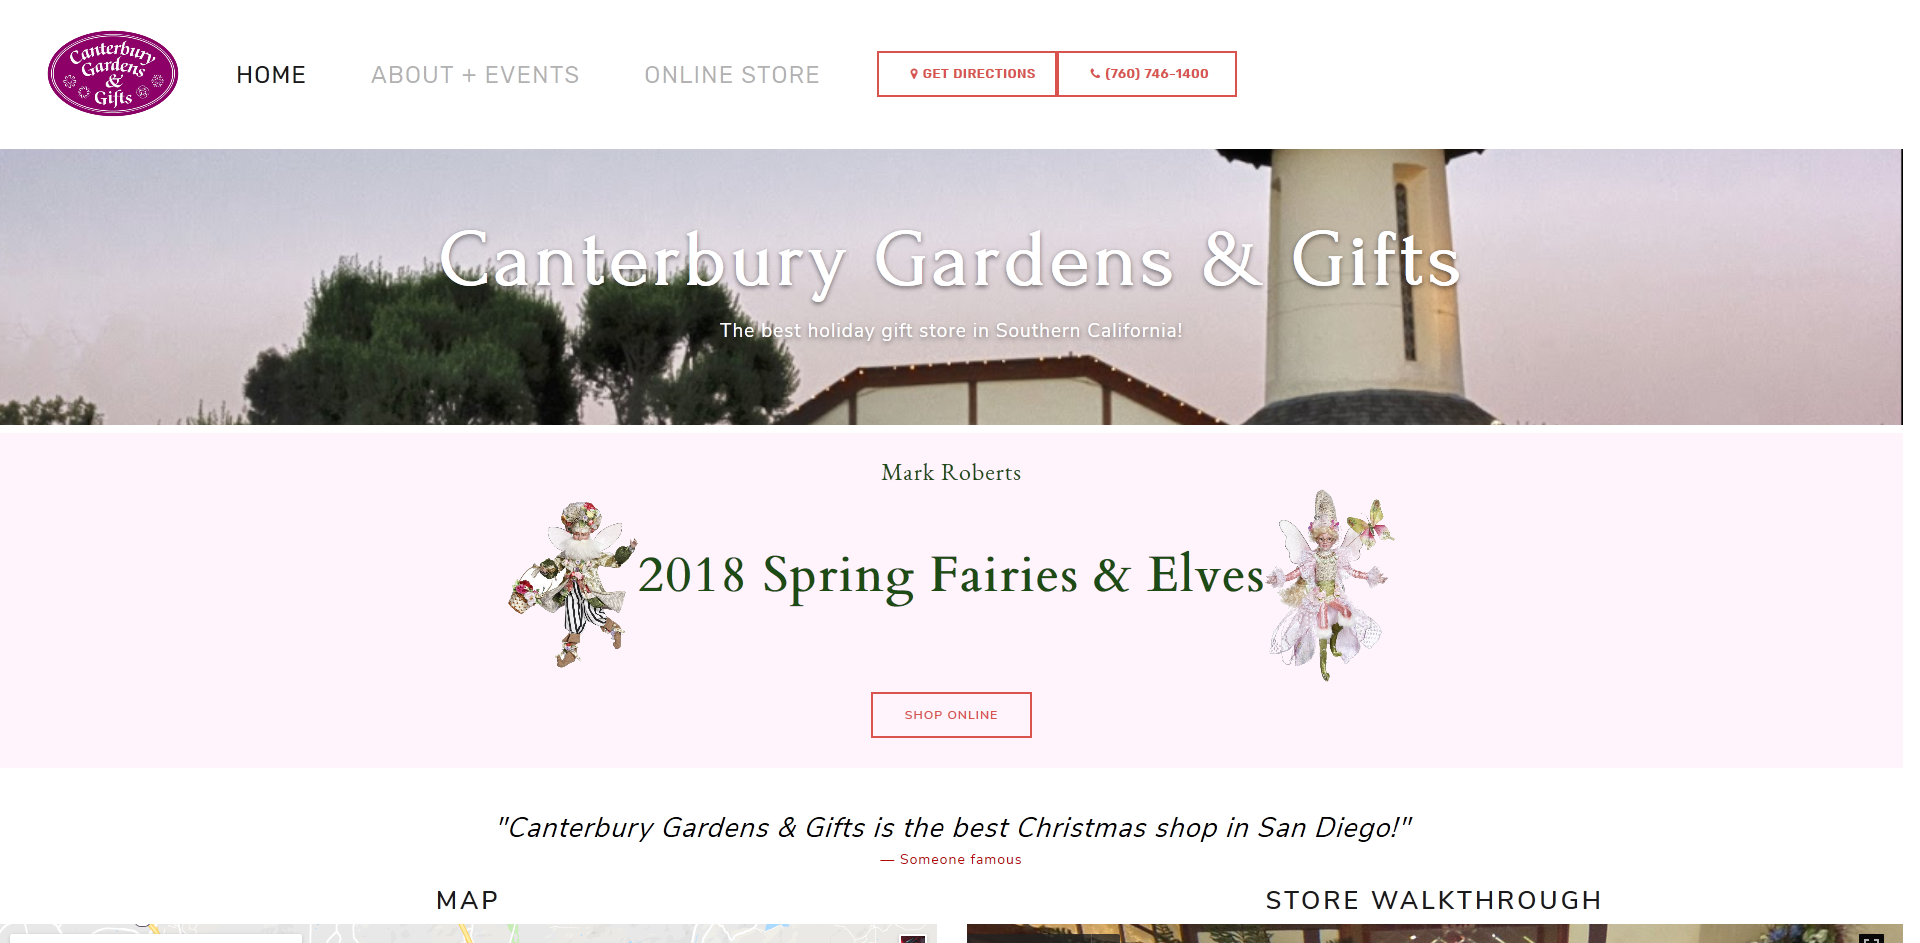 Canterbury
Gardens
&
Gifts
HOME
ABOUT + EVENTS
ONLINE STORE
GET DIRECTIONS
(760) 746-1400
Canterbury Gardens & Gifts
The best holiday gift store in Southern California!
Mark Roberts
2018 Spring Fairies & Elves
SHOP ONLINE
"Canterbury Gardens & Gifts is the best Christmas shop in San Diego!"
— Someone famous
MAP
STORE WALKTHROUGH